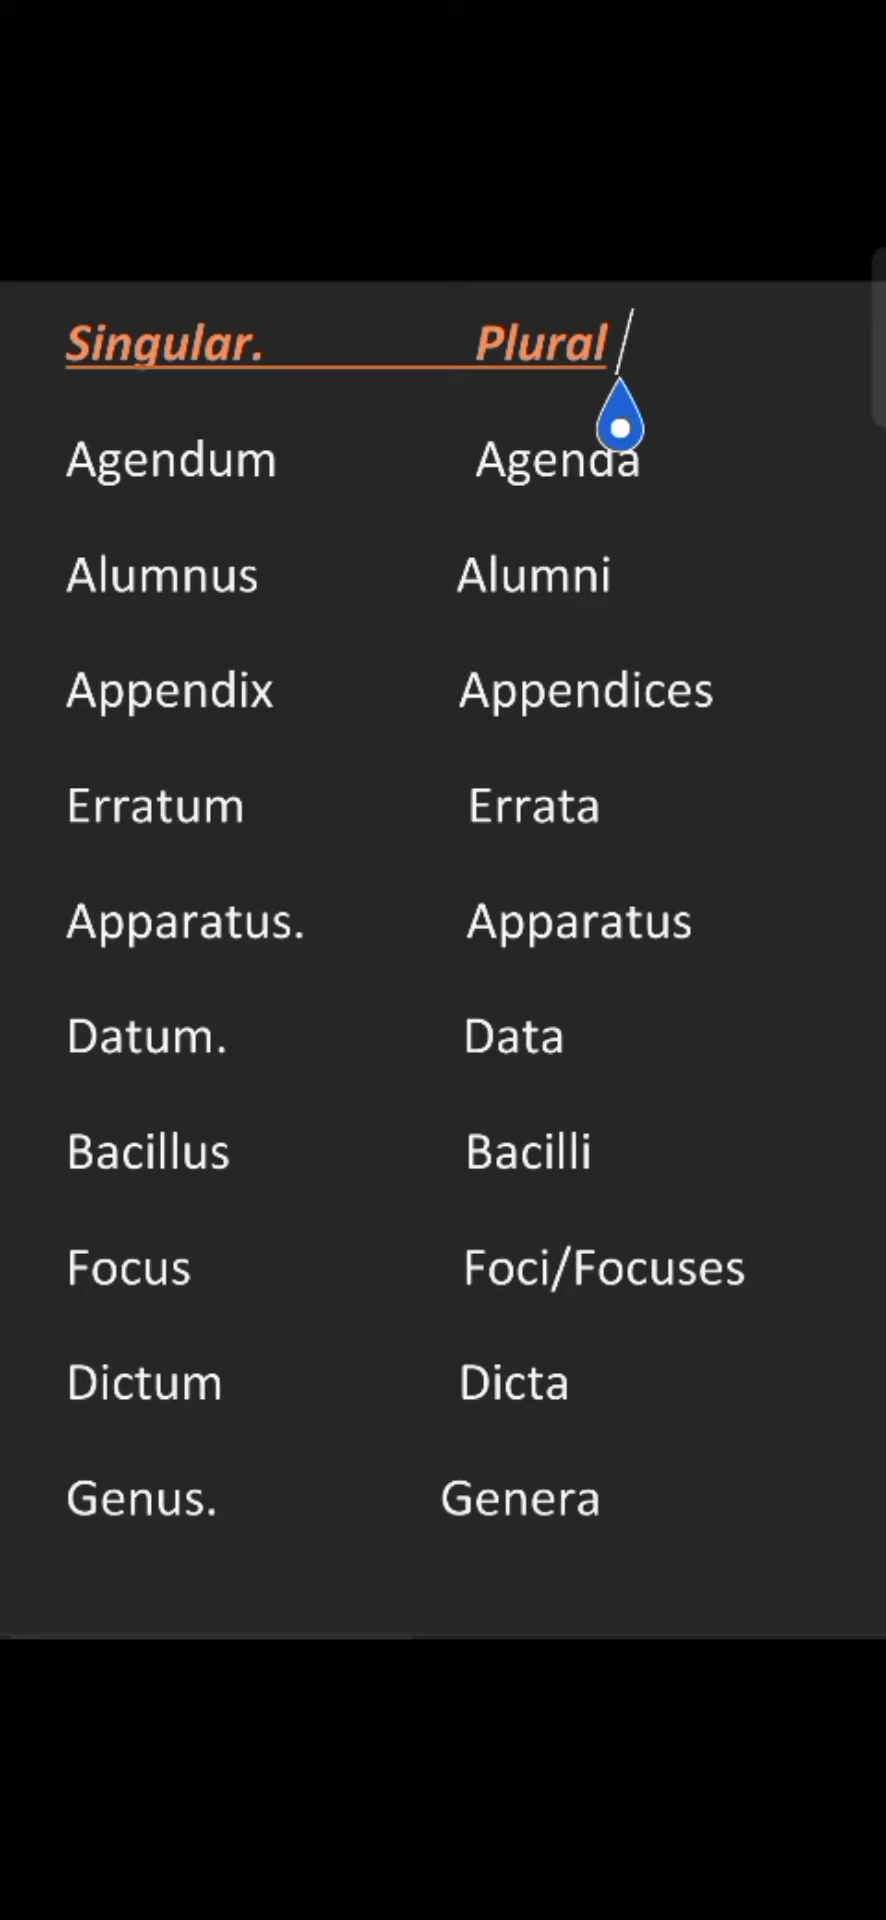 Singular. Plural
Agendum Agenda
Alumnus Alumni
Appendix Appendices
Erratum Errata
Apparatus. Apparatus
Datum. Data
Bacillus Bacilli
Focus Foci/Focuses
Dictum Dicta
Genus. Genera